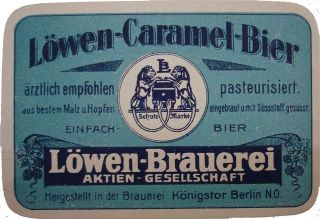 Löwen-Caramel-Bier
ärztlich empfohlen pasteurisiert.
aus bestem Malz u. Hopfen eingebraut u. mit Süssstoff gesüsst.
Schutz Marke
EINFACH- BIER.
Löwen-Brauerei
AKTIEN-GESELLSCHAFT
Hergestellt in der Brauerei Königstor Berlin N.O.